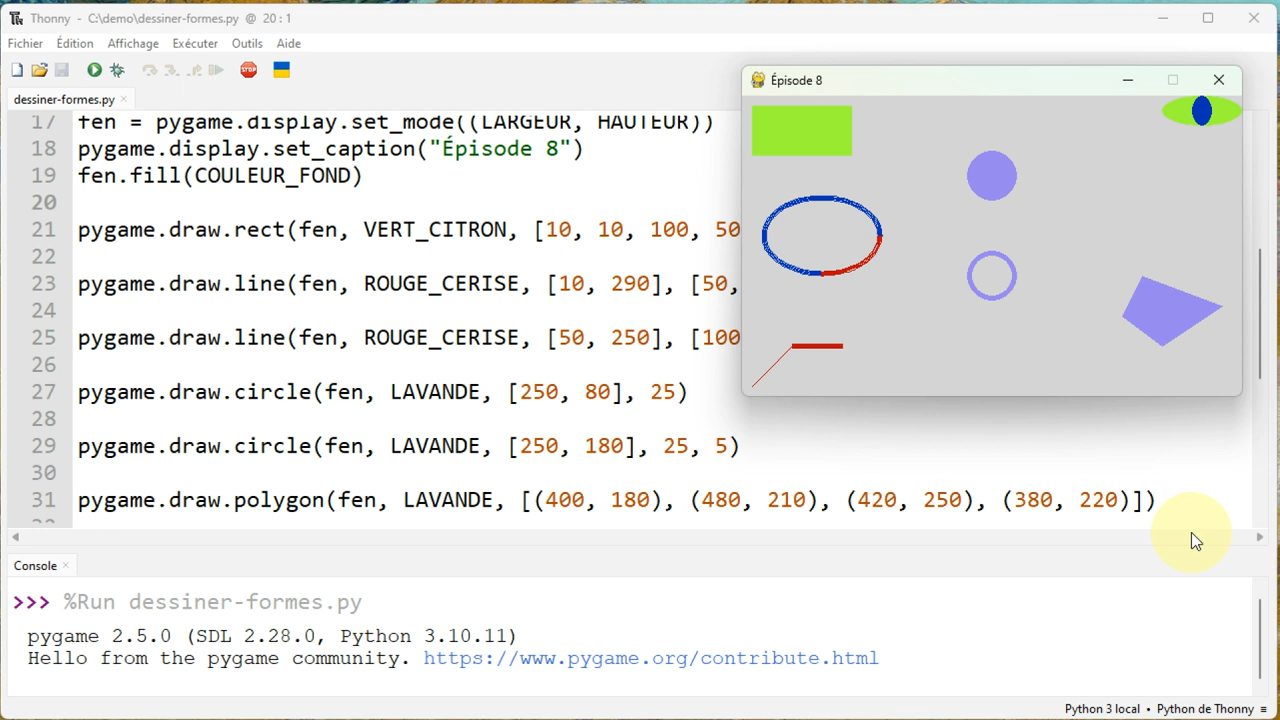 Thonny - C:\demo\dessiner-formes.py @ 20 : 1
Fichier Édition Affichage Exécuter Outils Aide
STOP
dessiner-formes.py ×
Épisode 8
17 fen = pygame.display.set_mode((LARGEUR, HAUTEUR))
18 pygame.display.set_caption("Épisode 8")
19 fen.fill(COULEUR_FOND)
20
21 pygame.draw.rect(fen, VERT_CITRON, [10, 10, 100, 50
22
23 pygame.draw.line(fen, ROUGE_CERISE, [10, 290], [50,
24
25 pygame.draw.line(fen, ROUGE_CERISE, [50, 250], [100
26
27 pygame.draw.circle(fen, LAVANDE, [250, 80], 25)
28
29 pygame.draw.circle(fen, LAVANDE, [250, 180], 25, 5)
30
31 pygame.draw.polygon(fen, LAVANDE, [(400, 180), (480, 210), (420, 250), (380, 220)])
Console ×
>>> %Run dessiner-formes.py
pygame 2.5.0 (SDL 2.28.0, Python 3.10.11)
Hello from the pygame community. https://www.pygame.org/contribute.html
Python 3 local • Python de Thonny ≡